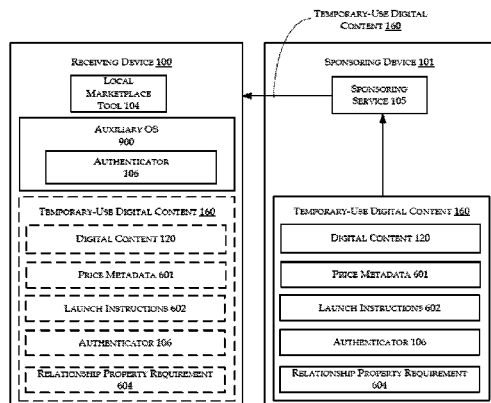 TEMPORARY-USE DIGITAL
CONTENT 160
RECEIVING DEVICE 100
LOCAL
MARKETPLACE
TOOL 104
AUXILIARY OS
900
AUTHENTICATOR
106
TEMPORARY-USE DIGITAL CONTENT 160
DIGITAL CONTENT 120
PRICE METADATA 601
LAUNCH INSTRUCTIONS 602
AUTHENTICATOR 106
RELATIONSHIP PROPERTY REQUIREMENT
604
SPONSORING DEVICE 101
SPONSORING
SERVICE 105
TEMPORARY-USE DIGITAL CONTENT 160
DIGITAL CONTENT 120
PRICE METADATA 601
LAUNCH INSTRUCTIONS 602
AUTHENTICATOR 106
RELATIONSHIP PROPERTY REQUIREMENT
604